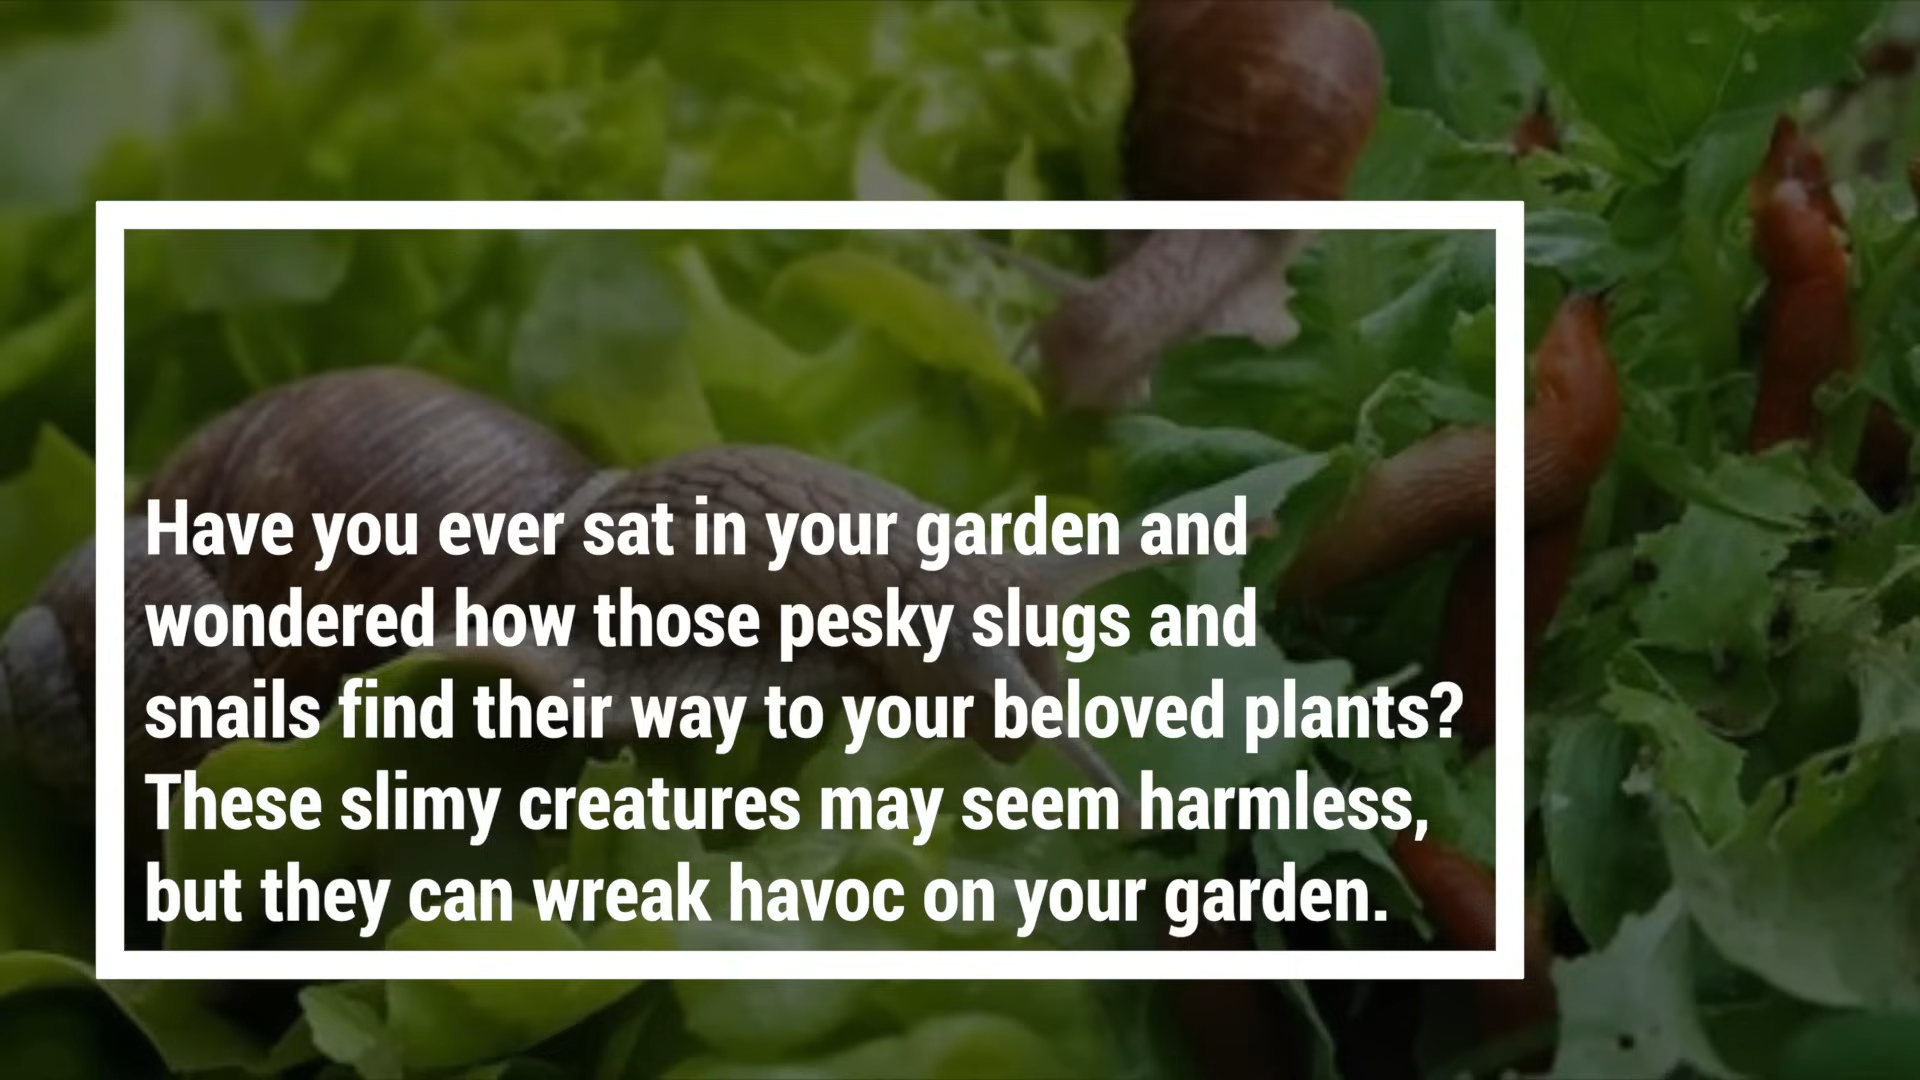 Have you ever sat in your garden and
wondered how those pesky slugs and
snails find their way to your beloved plants?
These slimy creatures may seem harmless,
but they can wreak havoc on your garden.